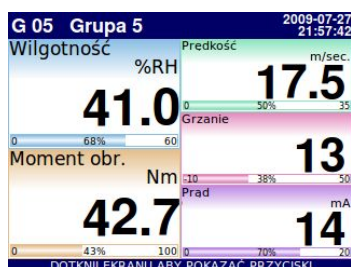 G 05 Grupa 5
2009-07-27
21:57:42
Wilgotność
%RH
41.0
0 68% 60
Moment obr.
Nm
42.7
0 43% 100
Prędkość
m/sec.
17.5
0 50% 35
Grzanie
13
-10 38% 50
Prąd
mA
14
0 70% 20
DOTKNIJ EKRANU ABY POKAZAĆ PRZYCISKI